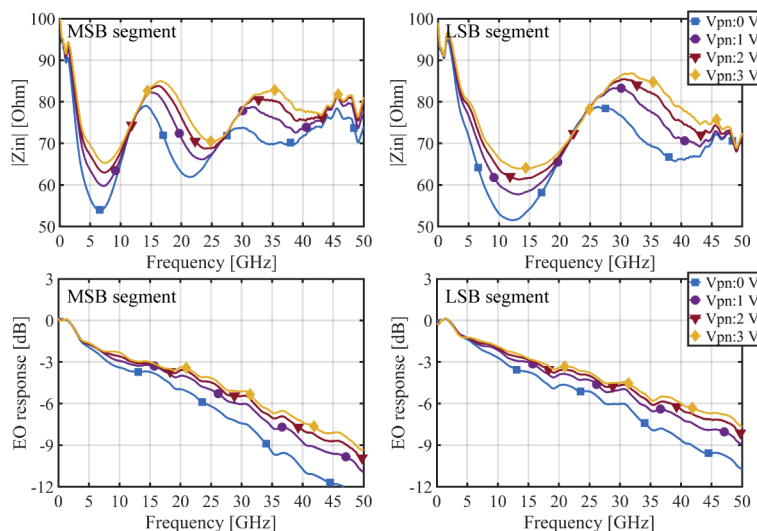 MSB segment
|Zin| [Ohm]
100
90
80
70
60
50
0 5 10 15 20 25 30 35 40 45 50
Frequency [GHz]
LSB segment
Vpn:0 V
Vpn:1 V
Vpn:2 V
Vpn:3 V
|Zin| [Ohm]
100
90
80
70
60
50
0 5 10 15 20 25 30 35 40 45 50
Frequency [GHz]
MSB segment
EO response [dB]
3
0
-3
-6
-9
-12
0 5 10 15 20 25 30 35 40 45 50
Frequency [GHz]
LSB segment
Vpn:0 V
Vpn:1 V
Vpn:2 V
Vpn:3 V
EO response [dB]
3
0
-3
-6
-9
-12
0 5 10 15 20 25 30 35 40 45 50
Frequency [GHz]